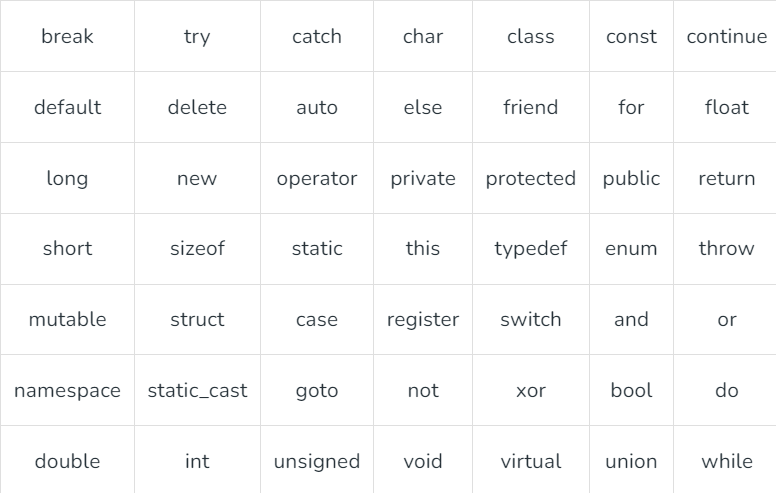 break try catch char class const continue
default delete auto else friend for float
long new operator private protected public return
short sizeof static this typedef enum throw
mutable struct case register switch and or
namespace static_cast goto not xor bool do
double int unsigned void virtual union while